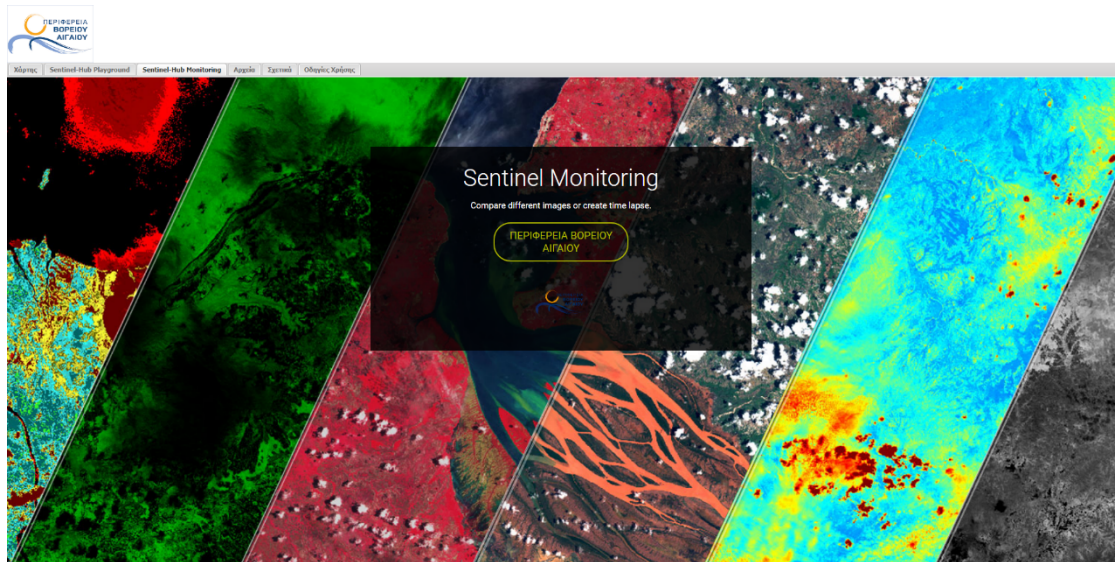 ΠΕΡΙΦΕΡΕΙΑ
ΒΟΡΕΙΟΥ
ΑΙΓΑΙΟΥ
Χάρτης Sentinel-Hub Playground Sentinel-Hub Monitoring Αρχεία Σχετικά Οδηγίες Χρήσης
Sentinel Monitoring
Compare different images or create time lapse.
ΠΕΡΙΦΕΡΕΙΑ ΒΟΡΕΙΟΥ
ΑΙΓΑΙΟΥ